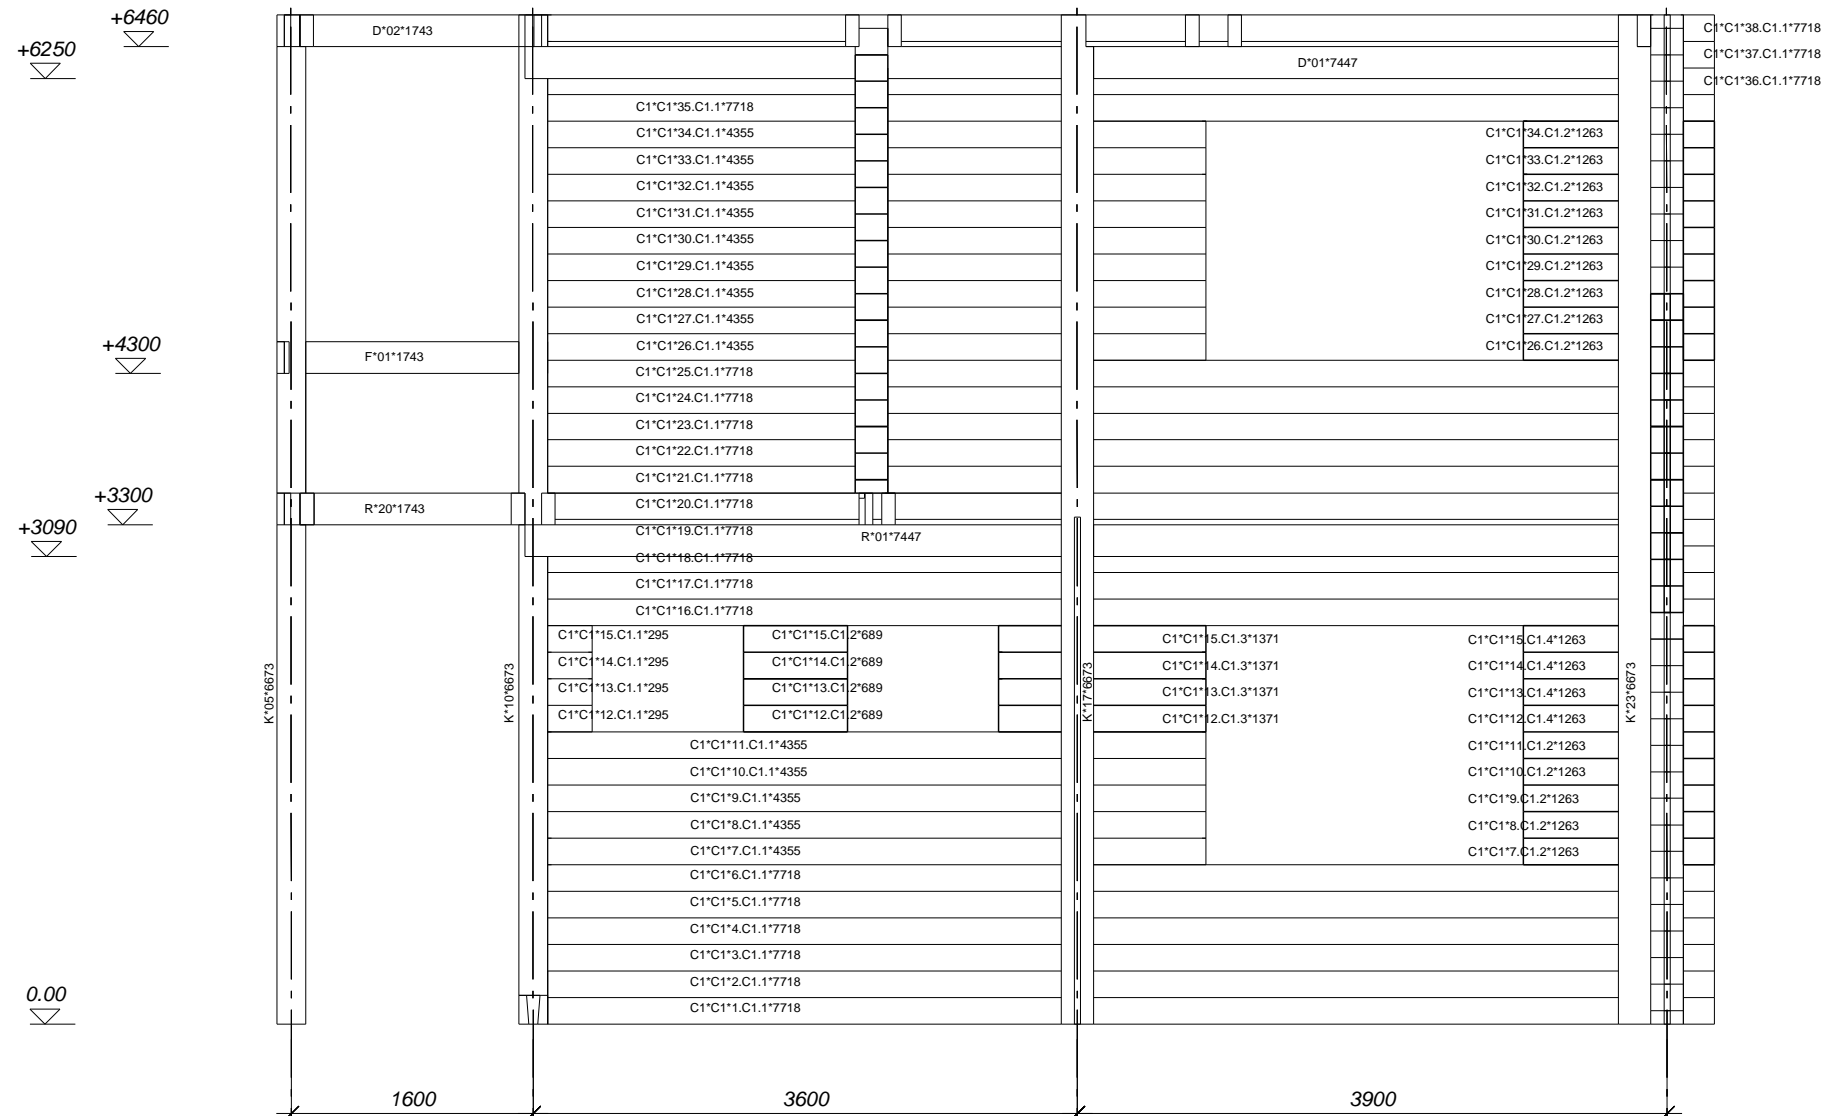 +6460
D*02*1743
C1*C1*38.C1.1*7718
+6250
C1*C1*37.C1.1*7718
D*01*7447
C1*C1*36.C1.1*7718
C1*C1*35.C1.1*7718
C1*C1*34.C1.1*4355 C1*C1*34.C1.2*1263
C1*C1*33.C1.1*4355 C1*C1*33.C1.2*1263
C1*C1*32.C1.1*4355 C1*C1*32.C1.2*1263
C1*C1*31.C1.1*4355 C1*C1*31.C1.2*1263
C1*C1*30.C1.1*4355 C1*C1*30.C1.2*1263
C1*C1*29.C1.1*4355 C1*C1*29.C1.2*1263
C1*C1*28.C1.1*4355 C1*C1*28.C1.2*1263
C1*C1*27.C1.1*4355 C1*C1*27.C1.2*1263
+4300
C1*C1*26.C1.1*4355 C1*C1*26.C1.2*1263
F*01*1743
C1*C1*25.C1.1*7718
C1*C1*24.C1.1*7718
C1*C1*23.C1.1*7718
C1*C1*22.C1.1*7718
C1*C1*21.C1.1*7718
+3300
C1*C1*20.C1.1*7718
R*20*1743
+3090
C1*C1*19.C1.1*7718
R*01*7447
C1*C1*18.C1.1*7718
C1*C1*17.C1.1*7718
C1*C1*16.C1.1*7718
C1*C1*15.C1.1*295 C1*C1*15.C1.2*689 C1*C1*15.C1.3*1371 C1*C1*15.C1.4*1263
C1*C1*14.C1.1*295 C1*C1*14.C1.2*689 C1*C1*14.C1.3*1371 C1*C1*14.C1.4*1263
C1*C1*13.C1.1*295 C1*C1*13.C1.2*689 C1*C1*13.C1.3*1371 C1*C1*13.C1.4*1263
C1*C1*12.C1.1*295 C1*C1*12.C1.2*689 C1*C1*12.C1.3*1371 C1*C1*12.C1.4*1263
K*05*6673
K*10*6673
K*17*6673
K*23*6673
C1*C1*11.C1.1*4355 C1*C1*11.C1.2*1263
C1*C1*10.C1.1*4355 C1*C1*10.C1.2*1263
C1*C1*9.C1.1*4355 C1*C1*9.C1.2*1263
C1*C1*8.C1.1*4355 C1*C1*8.C1.2*1263
C1*C1*7.C1.1*4355 C1*C1*7.C1.2*1263
C1*C1*6.C1.1*7718
C1*C1*5.C1.1*7718
C1*C1*4.C1.1*7718
C1*C1*3.C1.1*7718
C1*C1*2.C1.1*7718
0.00
C1*C1*1.C1.1*7718
1600 3600 3900